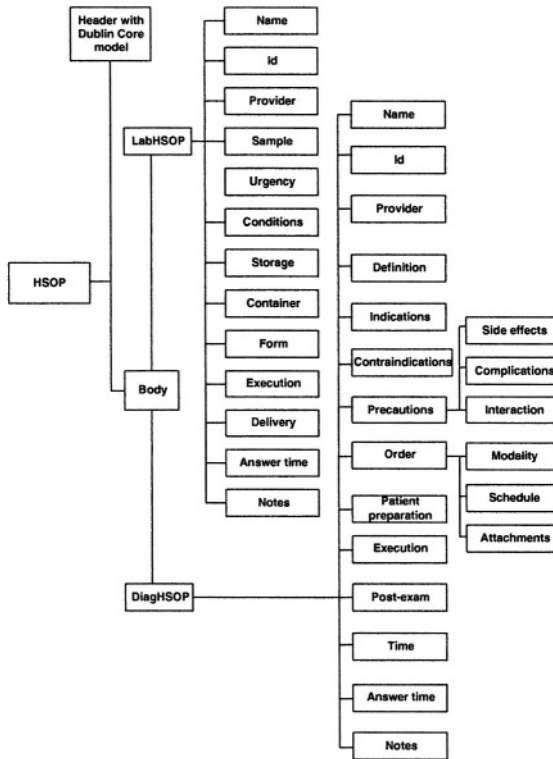 Header with
Dublin Core
model
HSOP
Body
LabHSOP
DiagHSOP
Name
Id
Provider
Sample
Urgency
Conditions
Storage
Container
Form
Execution
Delivery
Answer time
Notes
Name
Id
Provider
Definition
Indications
Contraindications
Precautions
Order
Patient
preparation
Execution
Post-exam
Time
Answer time
Notes
Side effects
Complications
Interaction
Modality
Schedule
Attachments